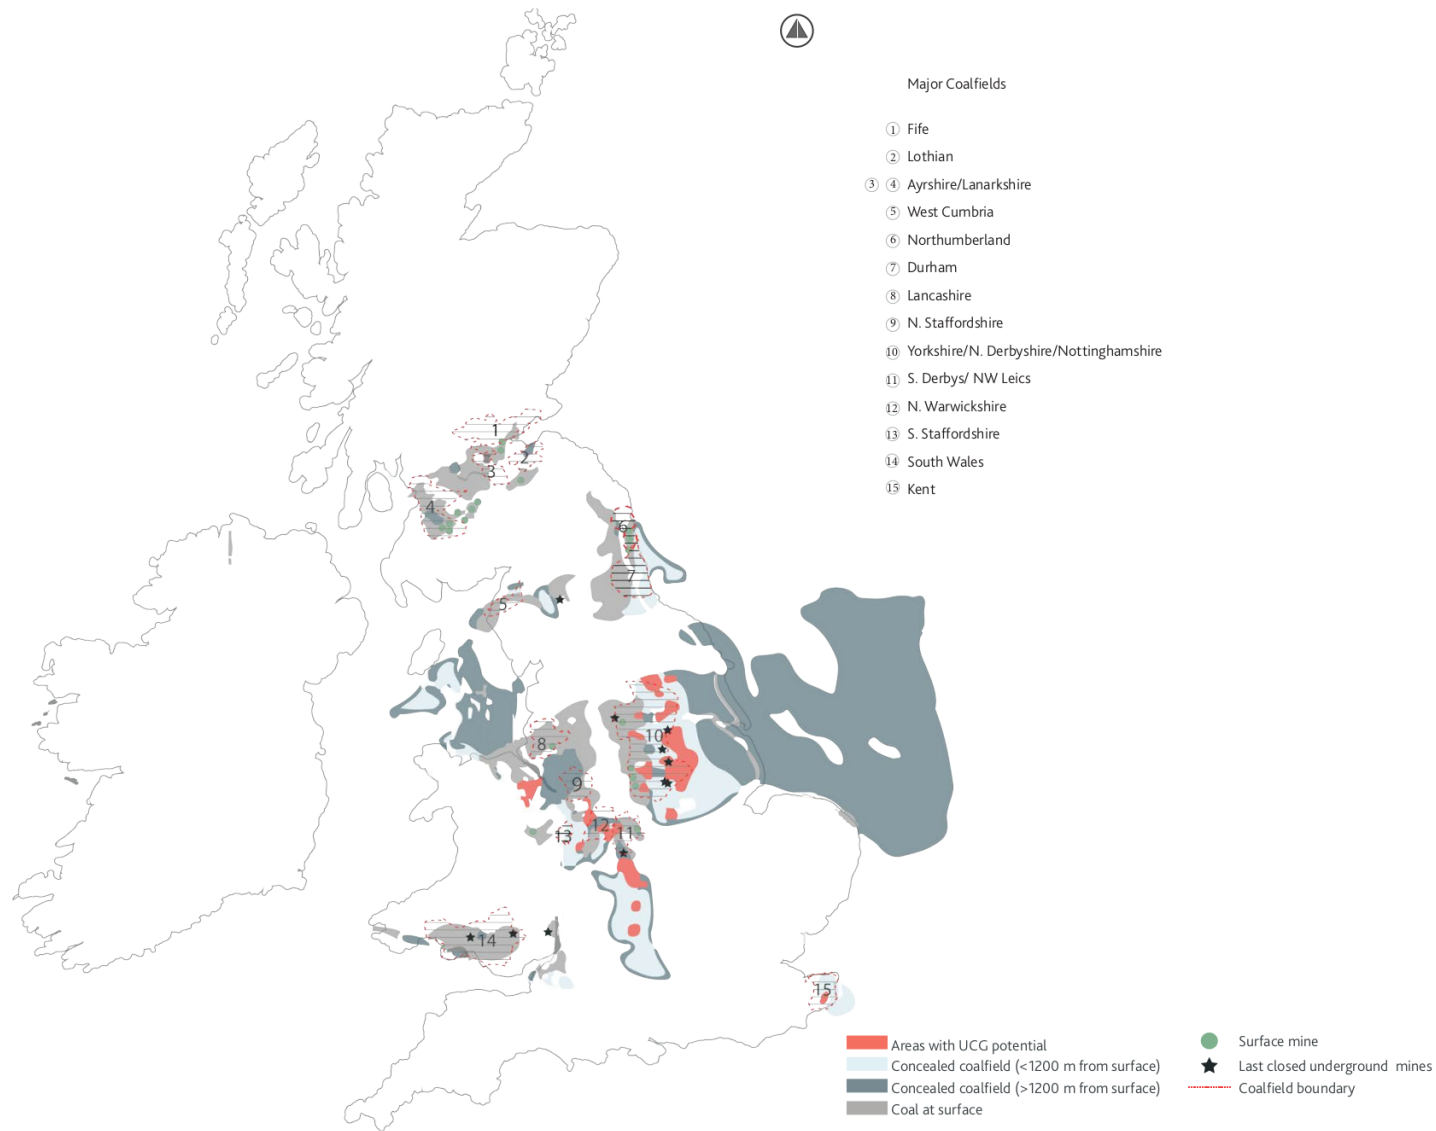 Major Coalfields
1 Fife
2 Lothian
3 4 Ayrshire/Lanarkshire
5 West Cumbria
6 Northumberland
7 Durham
8 Lancashire
9 N. Staffordshire
10 Yorkshire/N. Derbyshire/Nottinghamshire
11 S. Derbys/ NW Leics
12 N. Warwickshire
13 S. Staffordshire
14 South Wales
15 Kent
1
2
3
4
6
7
5
10
8
9
12
11
13
14
15
Areas with UCG potential
Concealed coalfield (<1200 m from surface)
Concealed coalfield (>1200 m from surface)
Coal at surface
Surface mine
Last closed underground mines
Coalfield boundary